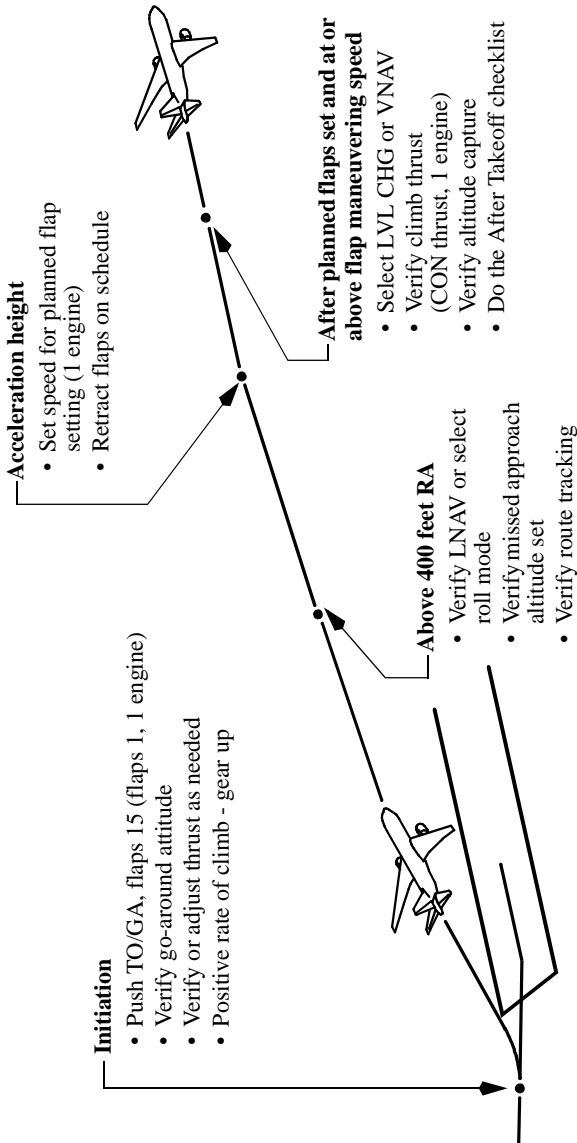 Initiation
• Push TO/GA, flaps 15 (flaps 1, 1 engine)
• Verify go-around attitude
• Verify or adjust thrust as needed
• Positive rate of climb - gear up
Above 400 feet RA
• Verify LNAV or select
roll mode
• Verify missed approach
altitude set
• Verify route tracking
Acceleration height
• Set speed for planned flap
setting (1 engine)
• Retract flaps on schedule
After planned flaps set and at or
above flap maneuvering speed
• Select LVL CHG or VNAV
• Verify climb thrust
(CON thrust, 1 engine)
• Verify altitude capture
• Do the After Takeoff checklist